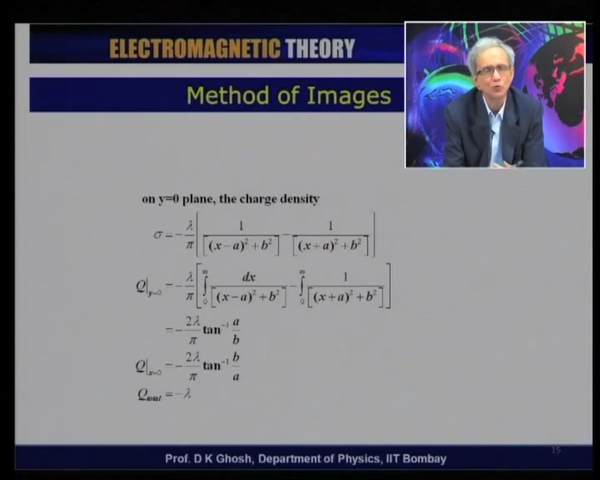 ELECTROMAGNETIC THEORY
Method of Images
on y=0 plane, the charge density
σ = -λ/π [ 1/[(x-a)²+b²] - 1/[(x+a)²+b²] ]
Q|y=0 = -λ/π [ ∫₀^∞ dx/[(x-a)²+b²] - ∫₀^∞ 1/[(x+a)²+b²] ]
= -2λ/π tan⁻¹ a/b
Q|x=0 = -2λ/π tan⁻¹ b/a
Qtotal = -λ
15
Prof. D K Ghosh, Department of Physics, IIT Bombay